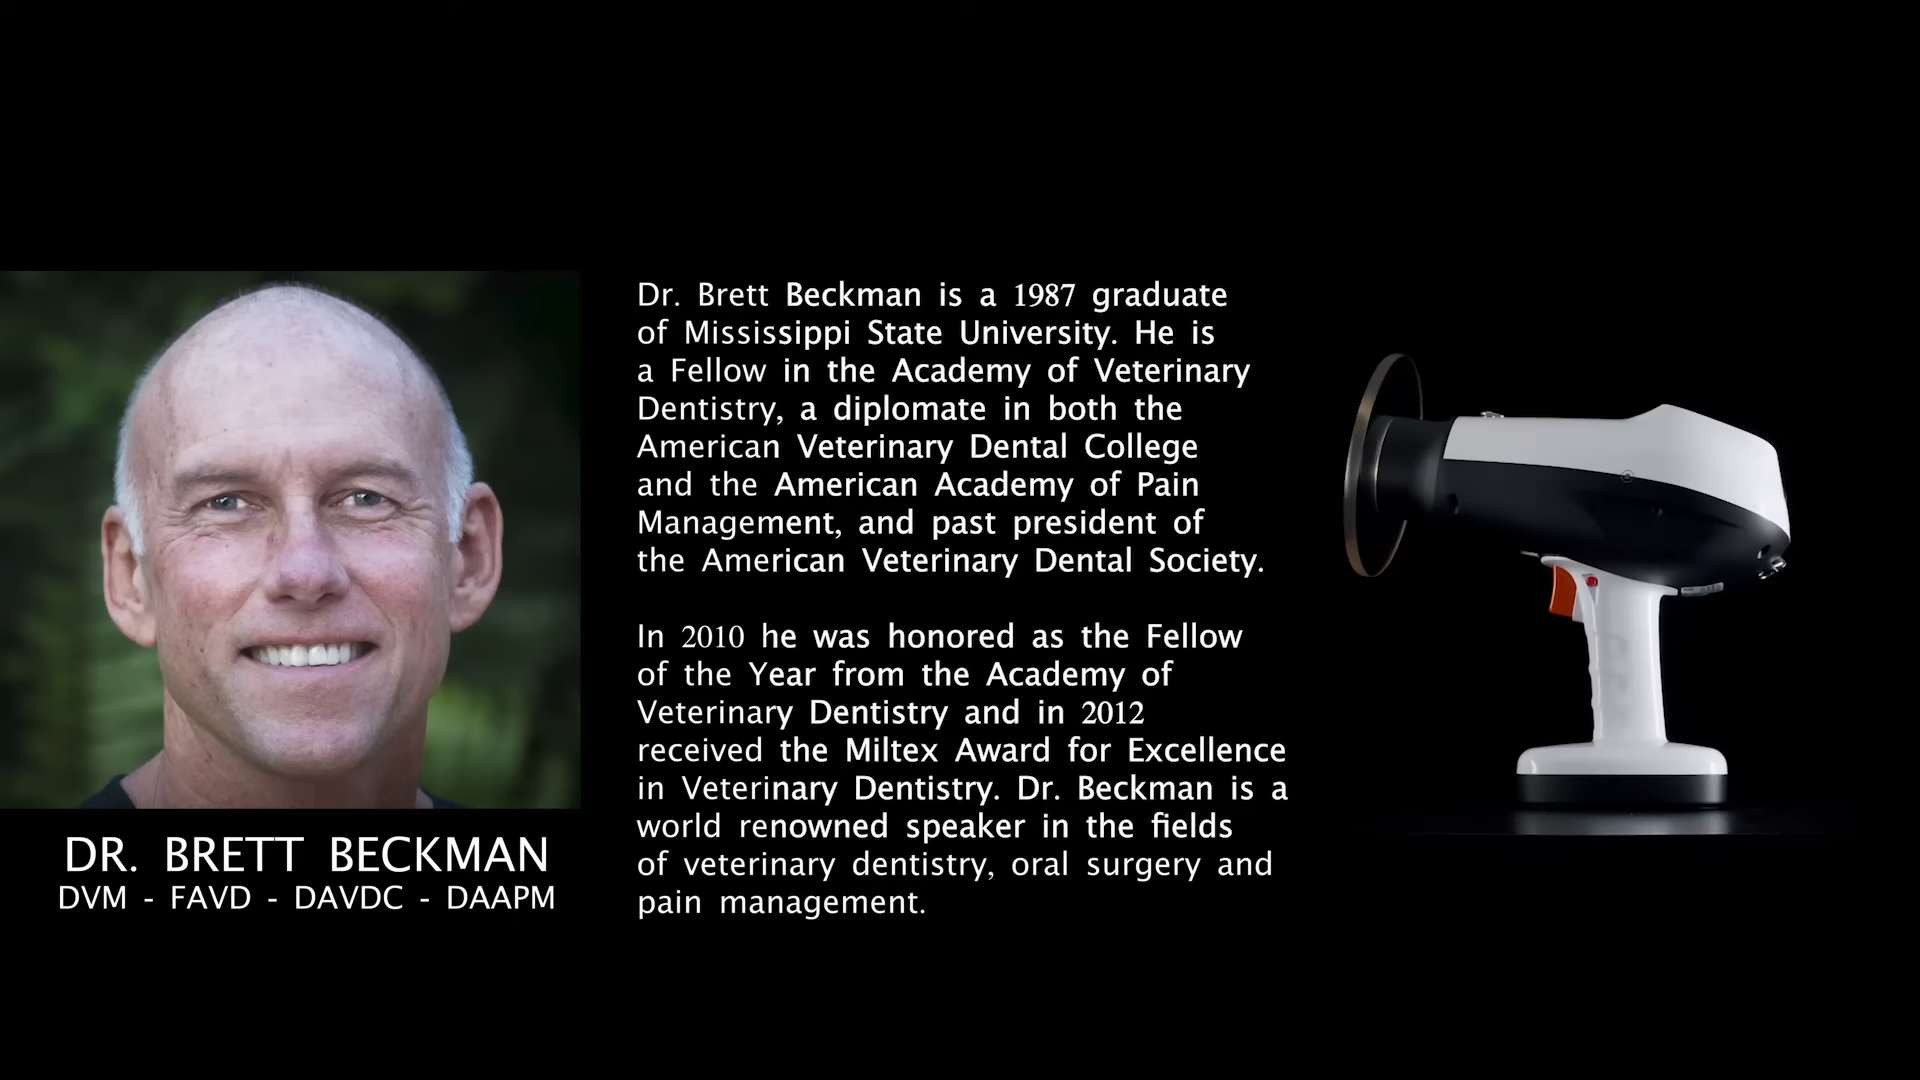 Dr. Brett Beckman is a 1987 graduate
of Mississippi State University. He is
a Fellow in the Academy of Veterinary
Dentistry, a diplomate in both the
American Veterinary Dental College
and the American Academy of Pain
Management, and past president of
the American Veterinary Dental Society.
In 2010 he was honored as the Fellow
of the Year from the Academy of
Veterinary Dentistry and in 2012
received the Miltex Award for Excellence
in Veterinary Dentistry. Dr. Beckman is a
world renowned speaker in the fields
of veterinary dentistry, oral surgery and
pain management.
DR. BRETT BECKMAN
DVM - FAVD - DAVDC - DAAPM